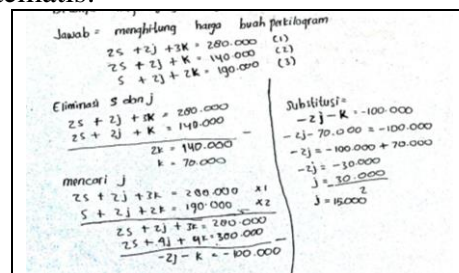 Jawab = menghitung harga buah perkilogram
2s + 2j + 3k = 280.000 (1)
2s + 2j + k = 140.000 (2)
s + 2j + 2k = 190.000 (3)
Eliminasi s dan j
2s + 2j + 3k = 280.000
2s + 2j + k = 140.000
2k = 140.000
k = 70.000
mencari j
2s + 2j + 3k = 280.000 x1
s + 2j + 2k = 190.000 x2
2s + 2j + 3k = 280.000
2s + 4j + 4k = 380.000
-2j - k = -100.000
Substitusi =
-2j - k = -100.000
-2j - 70.000 = -100.000
-2j = -100.000 + 70.000
-2j = -30.000
j = 30.000
2
j = 15.000